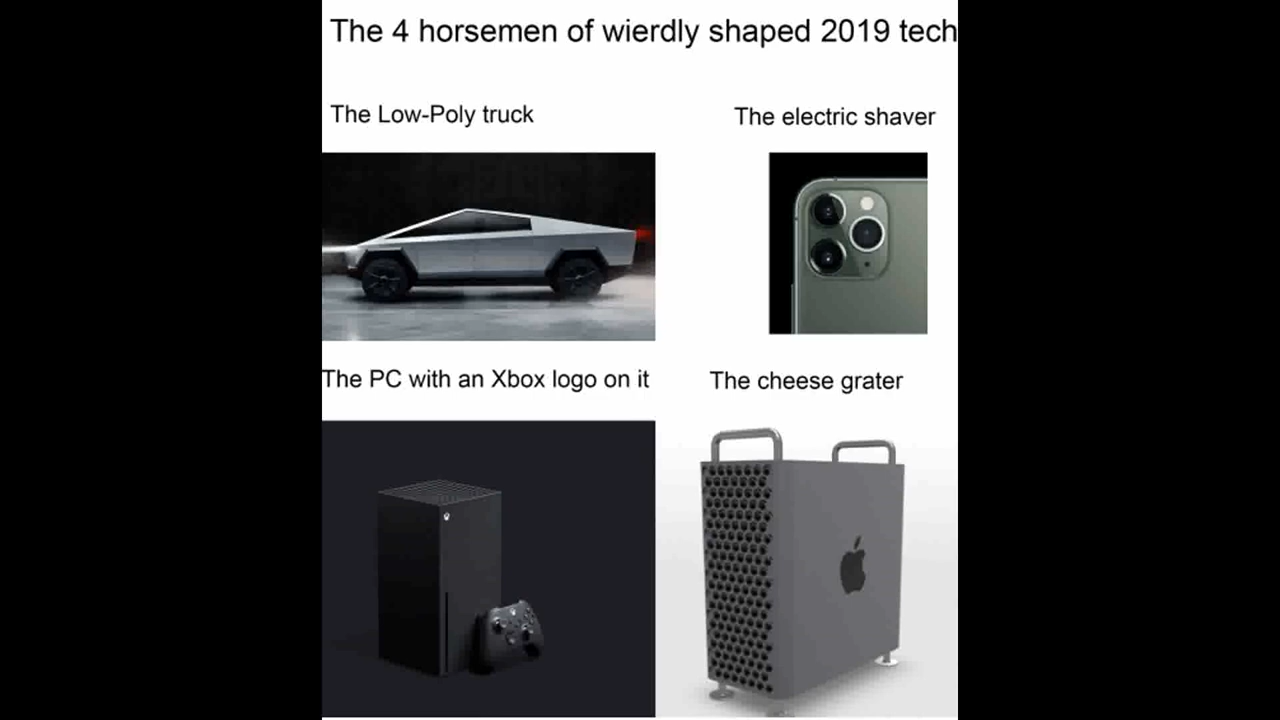 The 4 horsemen of wierdly shaped 2019 tech
The Low-Poly truck
The electric shaver
The PC with an Xbox logo on it
The cheese grater